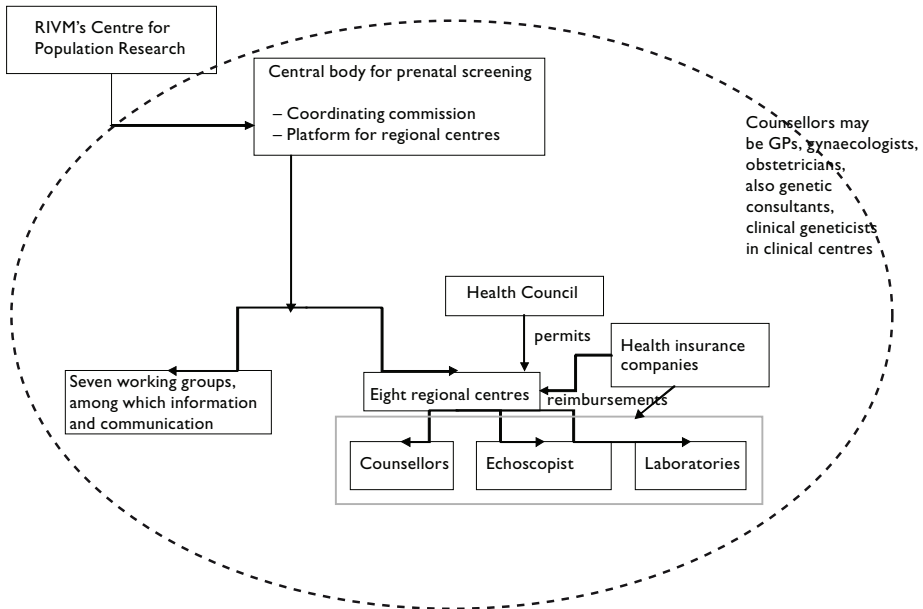 RIVM's Centre for
Population Research
Central body for prenatal screening
– Coordinating commission
– Platform for regional centres
Counsellors may
be GPs, gynaecologists,
obstetricians,
also genetic
consultants,
clinical geneticists
in clinical centres
Health Council
permits
Health insurance
companies
Seven working groups,
among which information
and communication
Eight regional centres
reimbursements
Counsellors
Echoscopist
Laboratories